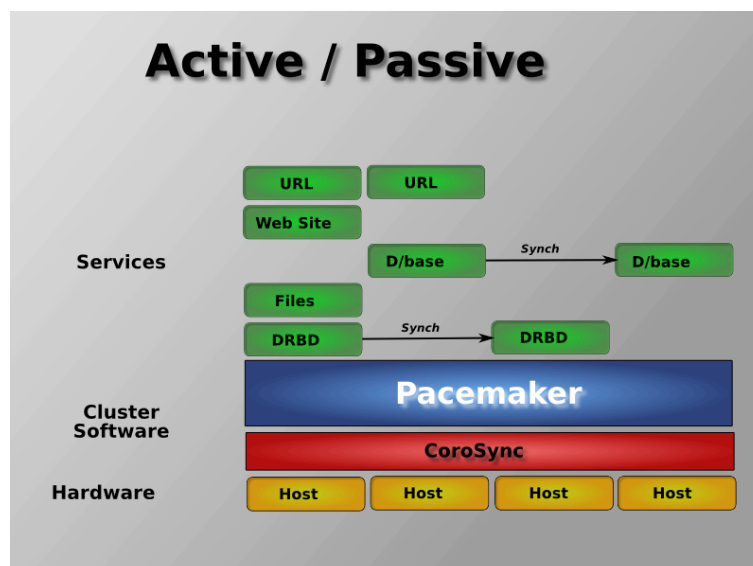 Active / Passive
URL URL
Web Site
Services
D/base Synch D/base
Files
DRBD Synch DRBD
Pacemaker
Cluster
Software
CoroSync
Hardware Host Host Host Host